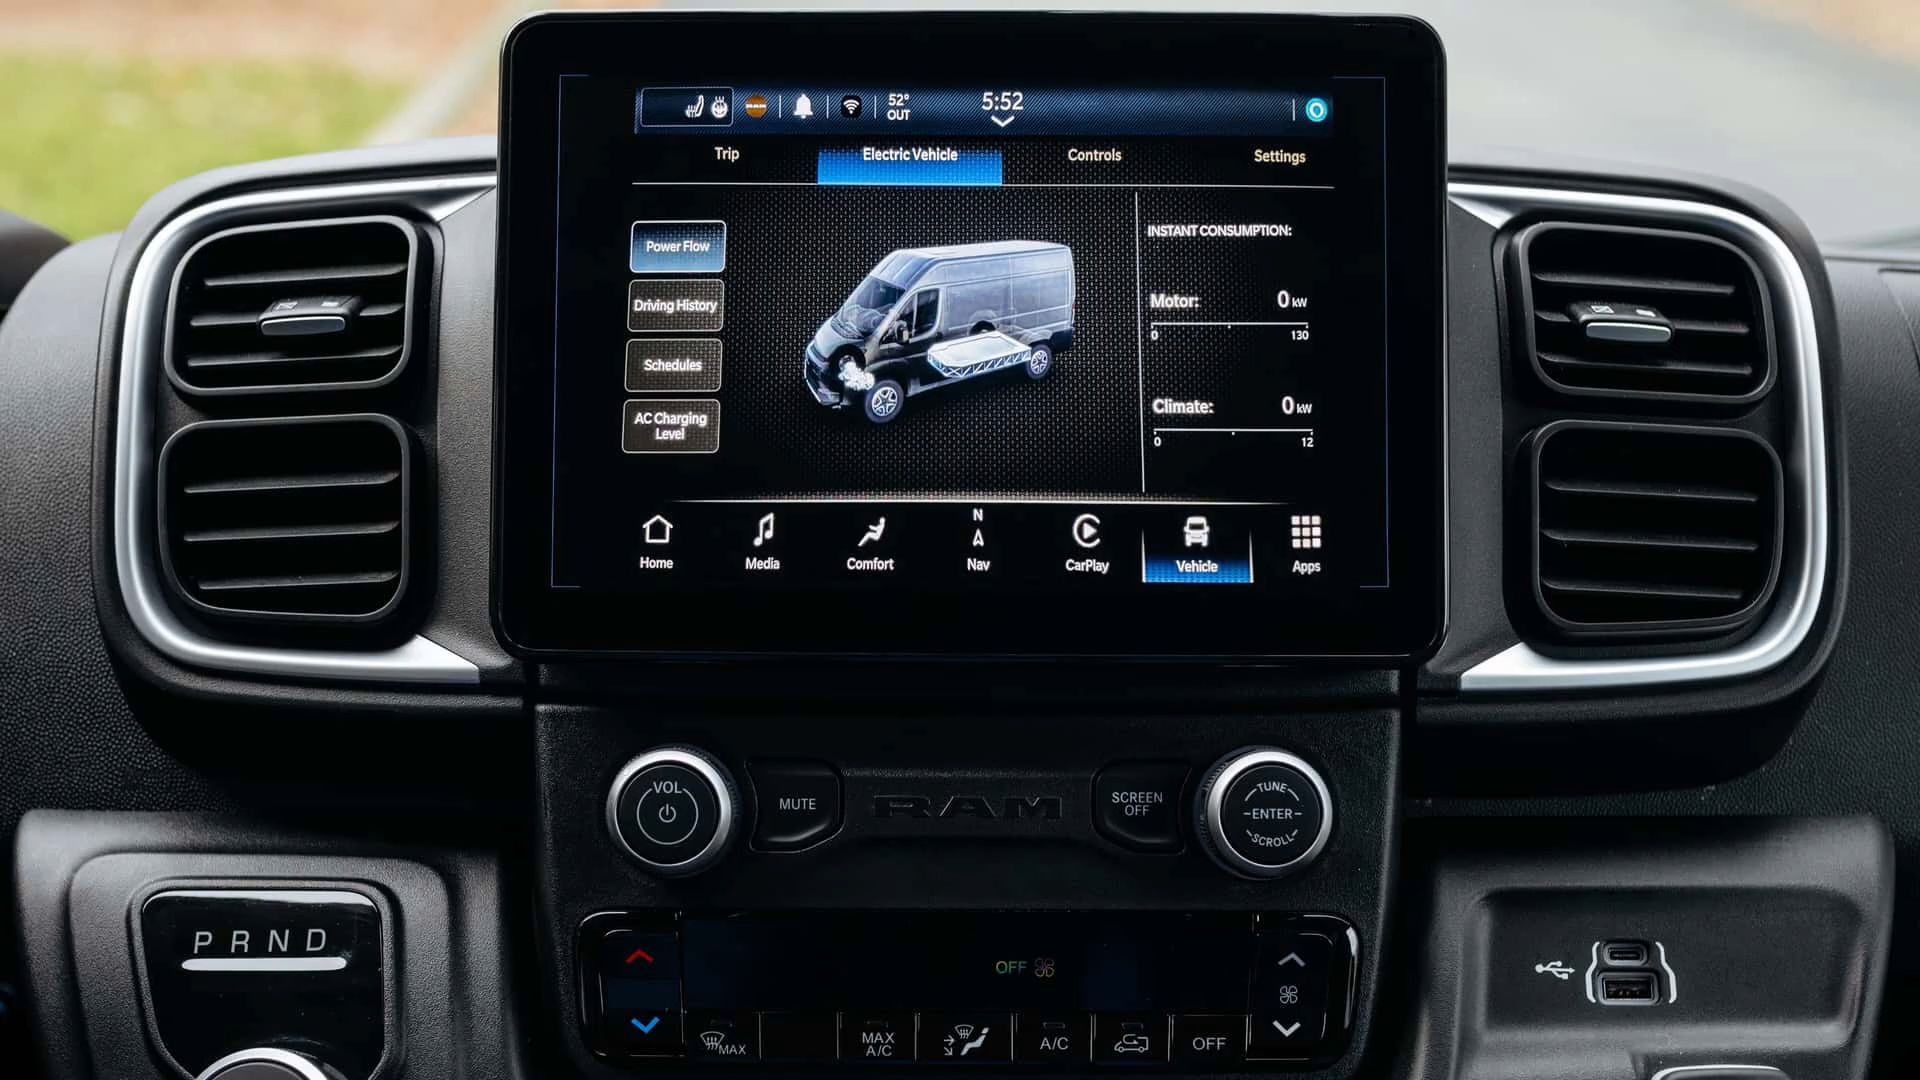 52°
OUT
5:52
Trip
Electric Vehicle
Controls
Settings
Power Flow
Driving History
Schedules
AC Charging
Level
INSTANT CONSUMPTION:
Motor: 0 kW
0 130
Climate: 0 kW
0 12
Home
Media
Comfort
N
Nav
CarPlay
Vehicle
Apps
VOL
MUTE
RAM
SCREEN
OFF
TUNE
-ENTER-
SCROLL
P R N D
OFF
MAX
MAX
A/C
A/C
OFF